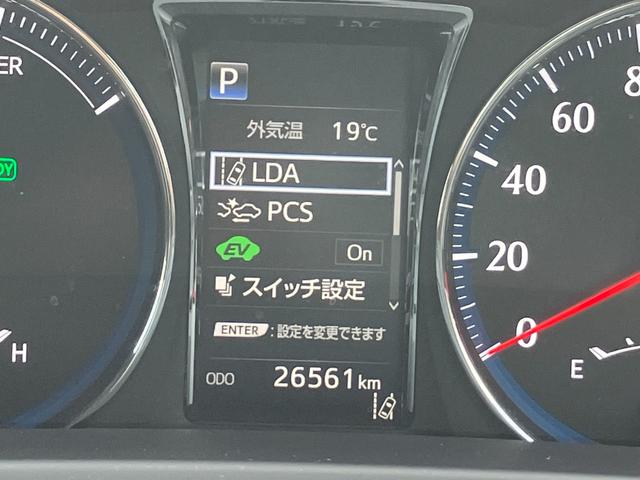 P
外気温 19℃
LDA
PCS
EV On
スイッチ設定
ENTER :設定を変更できます
ODO 26561 km
H
0
20
40
60
E